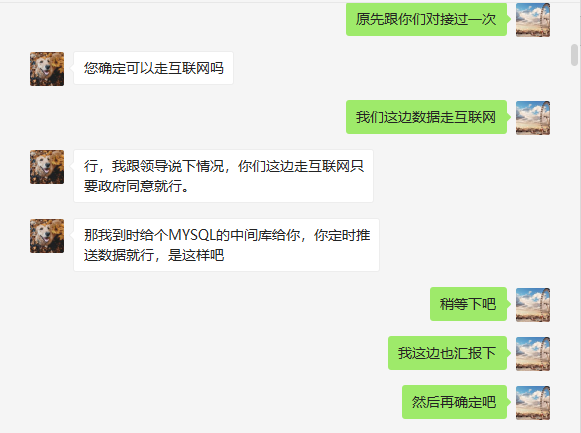 原先跟你们对接过一次
您确定可以走互联网吗
我们这边数据走互联网
行，我跟领导说下情况，你们这边走互联网只
要政府同意就行。
那我到时给个MYSQL的中间库给你，你定时推
送数据就行，是这样吧
稍等下吧
我这边也汇报下
然后再确定吧